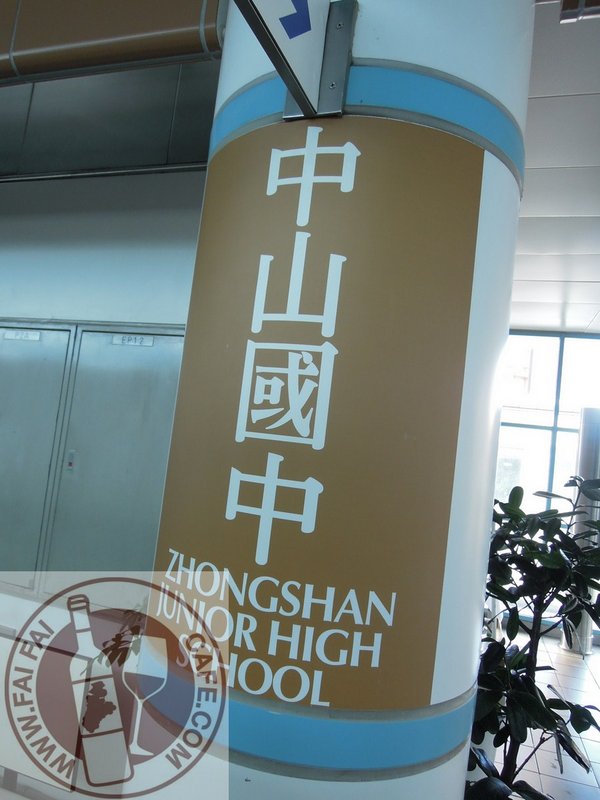 中山國中
ZHONGSHAN
JUNIOR HIGH
SCHOOL
EP12
WWW.FAI FAI CAFE.COM